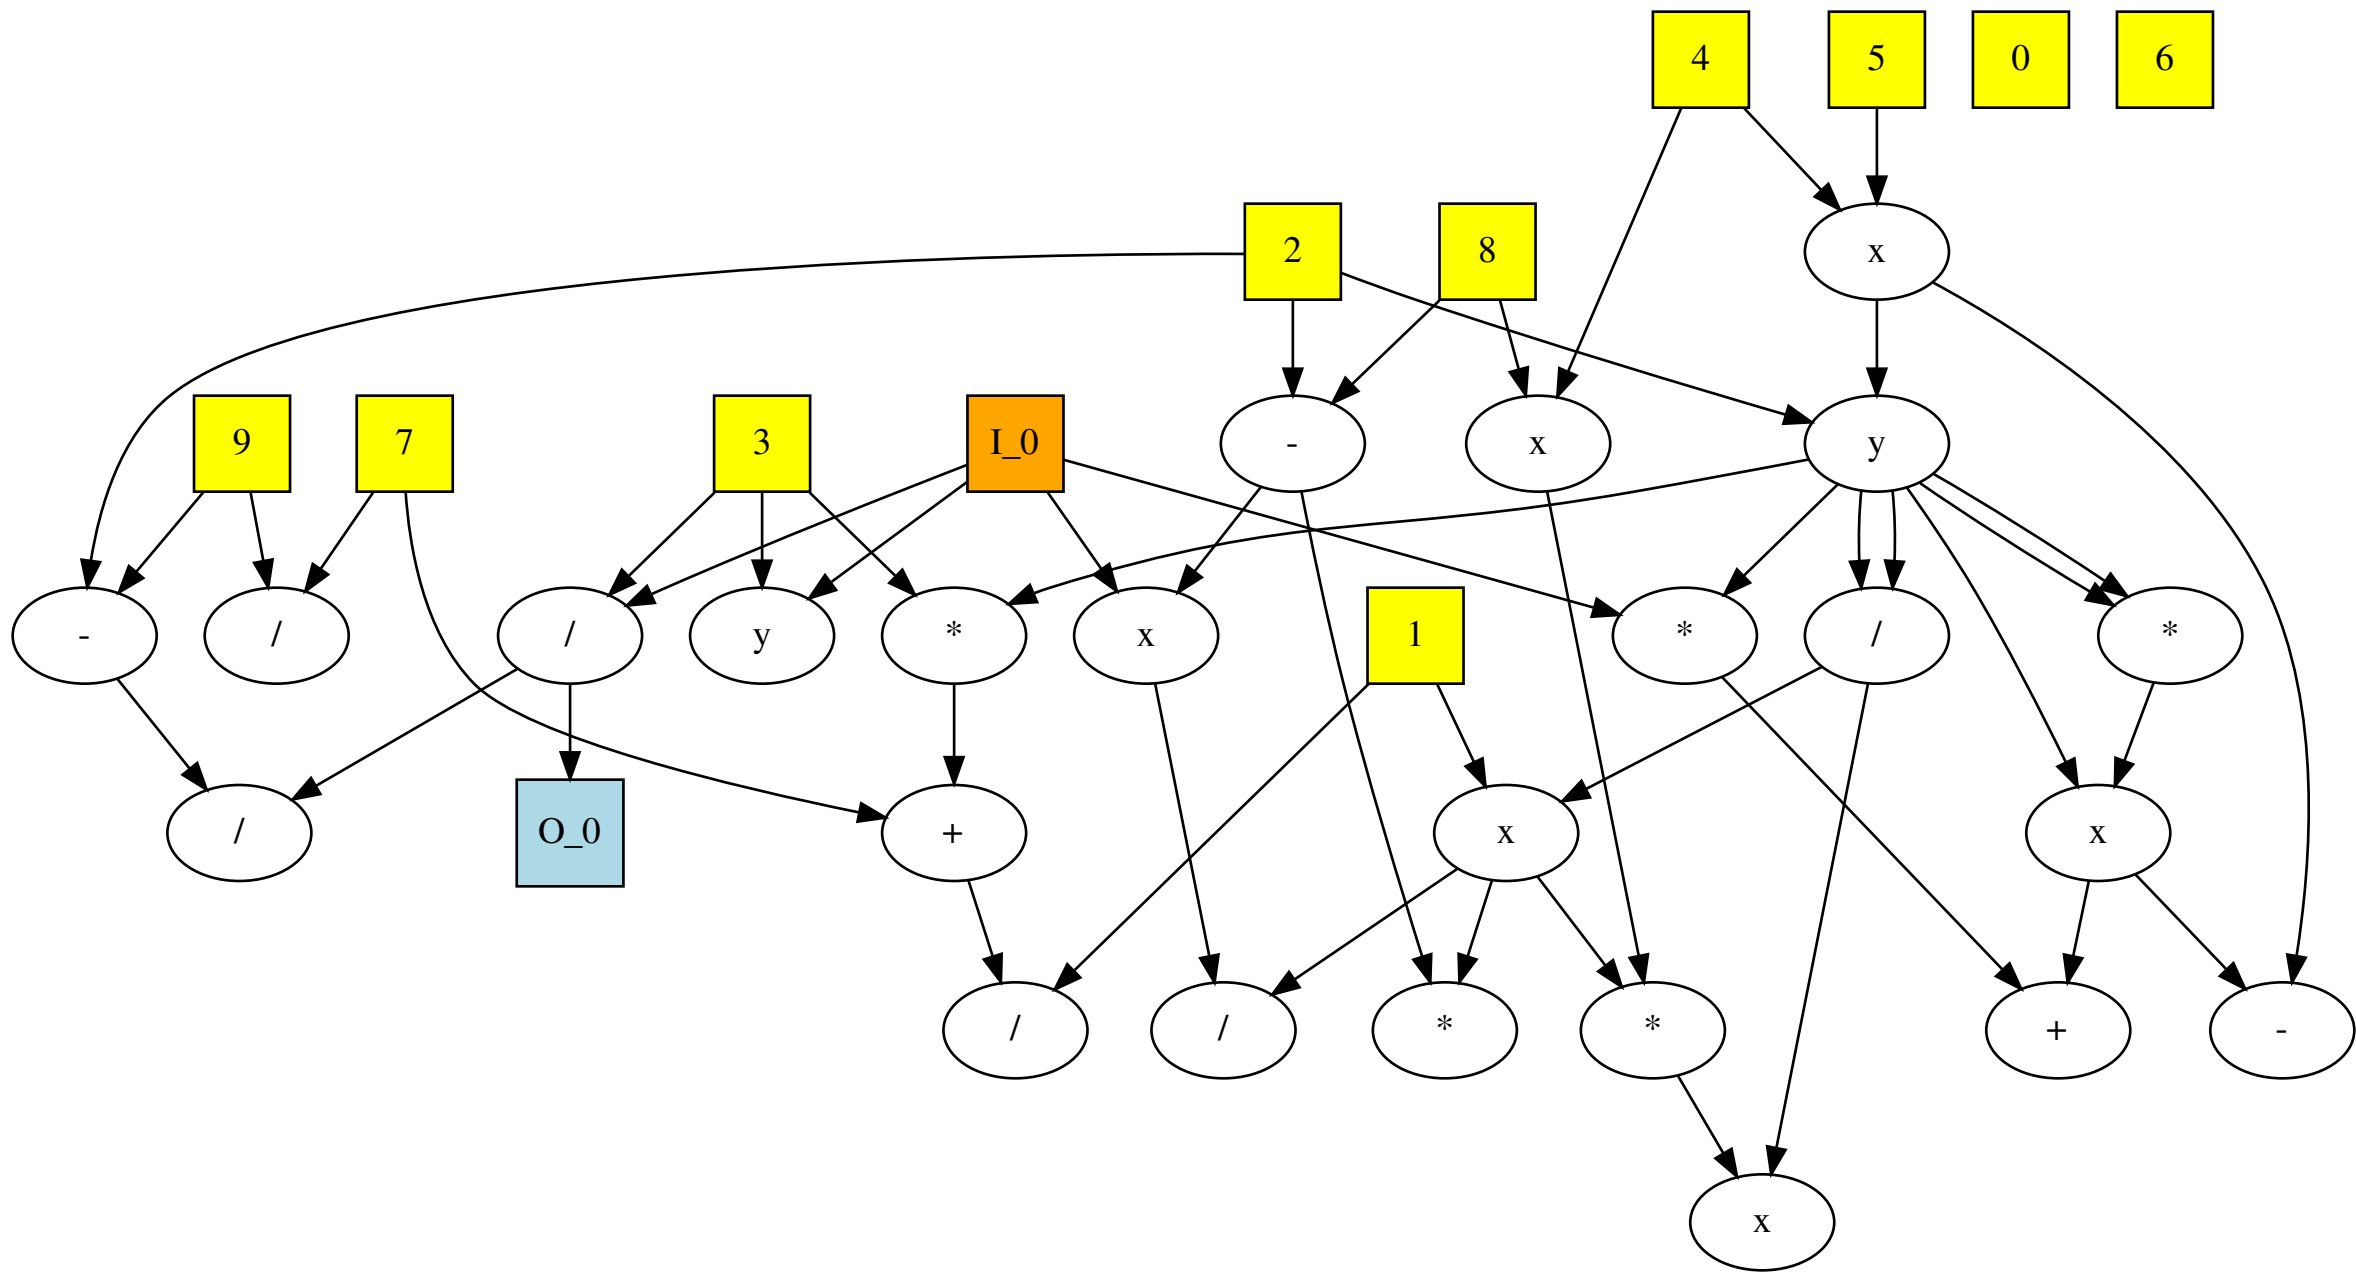 4 5 0 6
2 8 x
9 7 3 I_0 - x y
- / / y * x 1 * / *
/ O_0 + x x
/ / * * + -
x